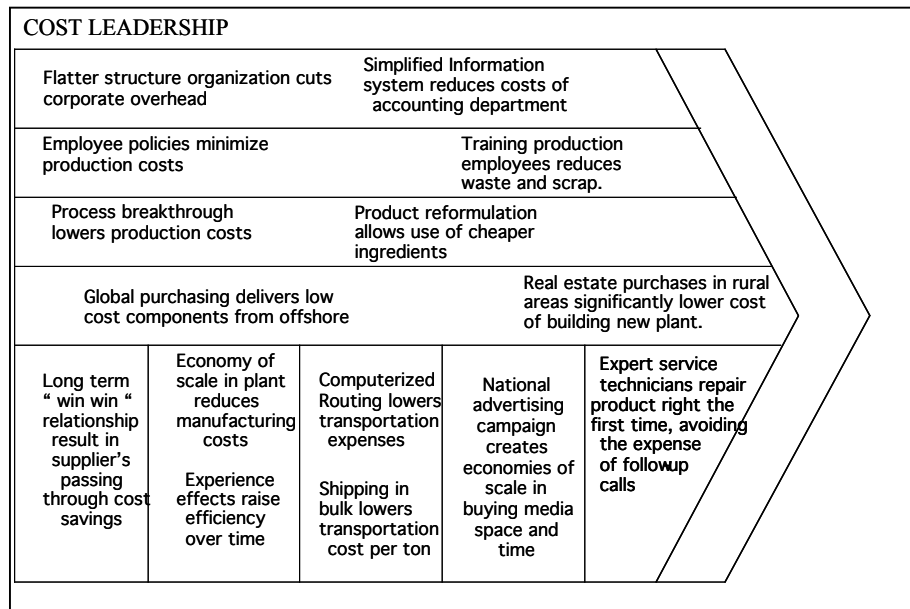 COST LEADERSHIP
Flatter structure organization cuts
corporate overhead
Simplified Information
system reduces costs of
accounting department
Employee policies minimize
production costs
Training production
employees reduces
waste and scrap.
Process breakthrough
lowers production costs
Product reformulation
allows use of cheaper
ingredients
Global purchasing delivers low
cost components from offshore
Real estate purchases in rural
areas significantly lower cost
of building new plant.
Long term
“ win win “
relationship
result in
supplier's
passing
through cost
savings
Economy of
scale in plant
reduces
manufacturing
costs
Experience
effects raise
efficiency
over time
Computerized
Routing lowers
transportation
expenses
Shipping in
bulk lowers
transportation
cost per ton
National
advertising
campaign
creates
economies of
scale in
buying media
space and
time
Expert service
technicians repair
product right the
first time, avoiding
the expense
of followup
calls